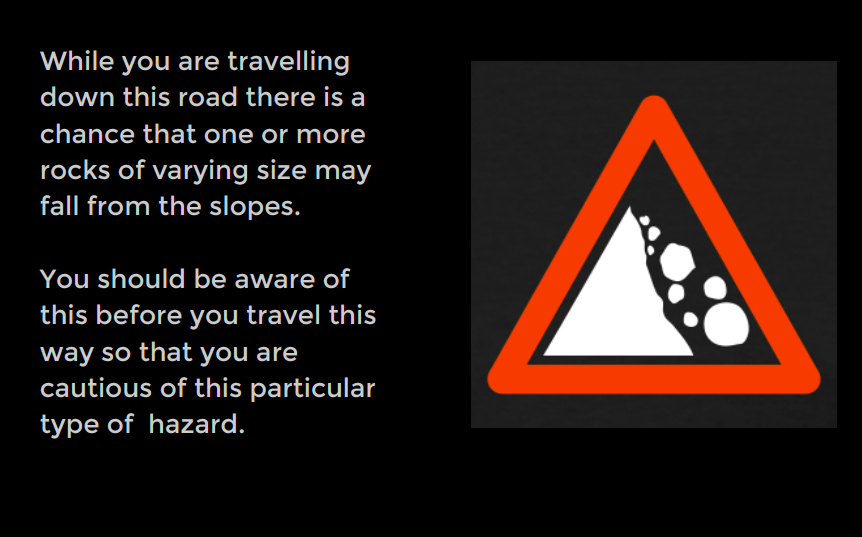 While you are travelling
down this road there is a
chance that one or more
rocks of varying size may
fall from the slopes.
You should be aware of
this before you travel this
way so that you are
cautious of this particular
type of  hazard.